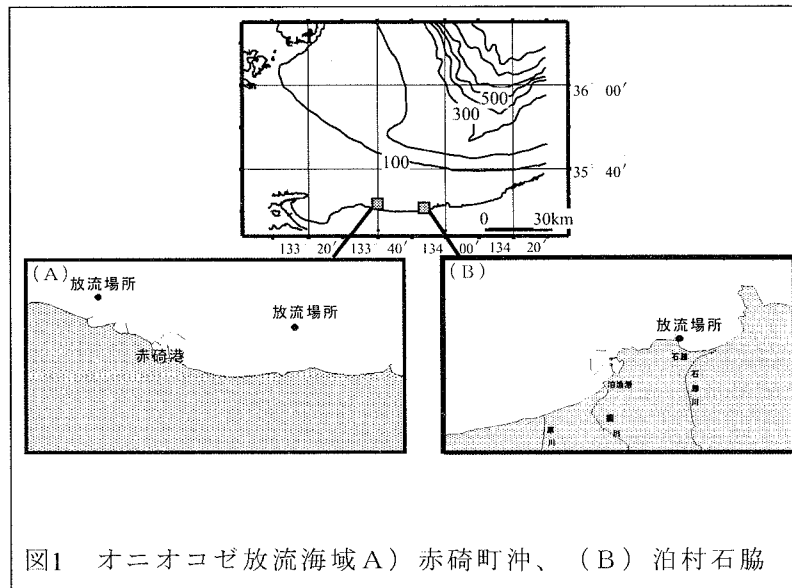 500
300
100
36° 00′
35° 40′
0 30km
133 20′ 133 40′ 134 00′ 134 20′
(A)
放流場所
放流場所
赤碕港
(B)
放流場所
石脇
石脇川
泊漁港
原川
図1 オニオコゼ放流海域A）赤碕町沖、（B）泊村石脇